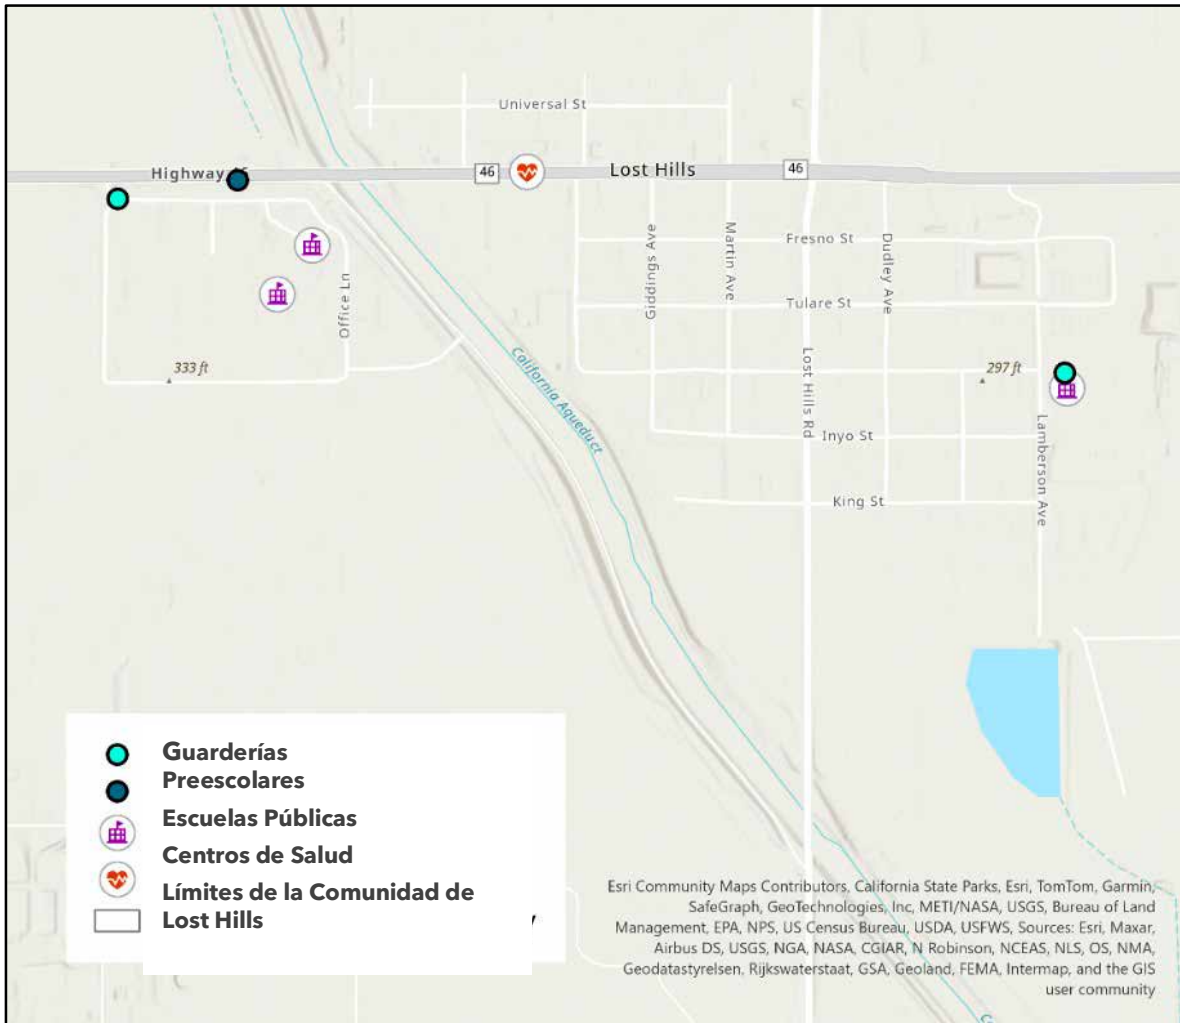 Universal St
Highway
46
Lost Hills
46
Fresno St
Giddings Ave
Martin Ave
Dudley Ave
Office Ln
Tulare St
333 ft
California Aqueduct
Lost Hills Rd
297 ft
Inyo St
Lamberson Ave
King St
Guarderías
Preescolares
Escuelas Públicas
Centros de Salud
Límites de la Comunidad de
Lost Hills
Esri Community Maps Contributors, California State Parks, Esri, TomTom, Garmin,
SafeGraph, GeoTechnologies, Inc, METI/NASA, USGS, Bureau of Land
Management, EPA, NPS, US Census Bureau, USDA, USFWS, Sources: Esri, Maxar,
Airbus DS, USGS, NGA, NASA, CGIAR, N Robinson, NCEAS, NLS, OS, NMA,
Geodatastyrelsen, Rijkswaterstaat, GSA, Geoland, FEMA, Intermap, and the GIS
user community